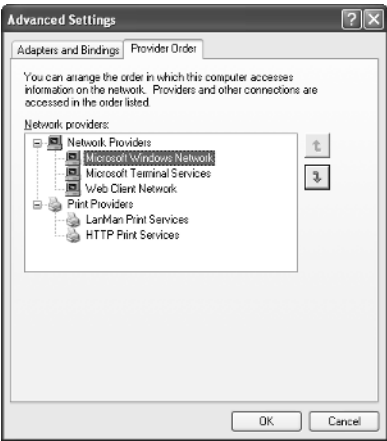 Advanced Settings
Adapters and Bindings
Provider Order
You can arrange the order in which this computer accesses
information on the network. Providers and other connections are
accessed in the order listed.
Network providers:
Network Providers
Microsoft Windows Network
Microsoft Terminal Services
Web Client Network
Print Providers
LanMan Print Services
HTTP Print Services
OK
Cancel